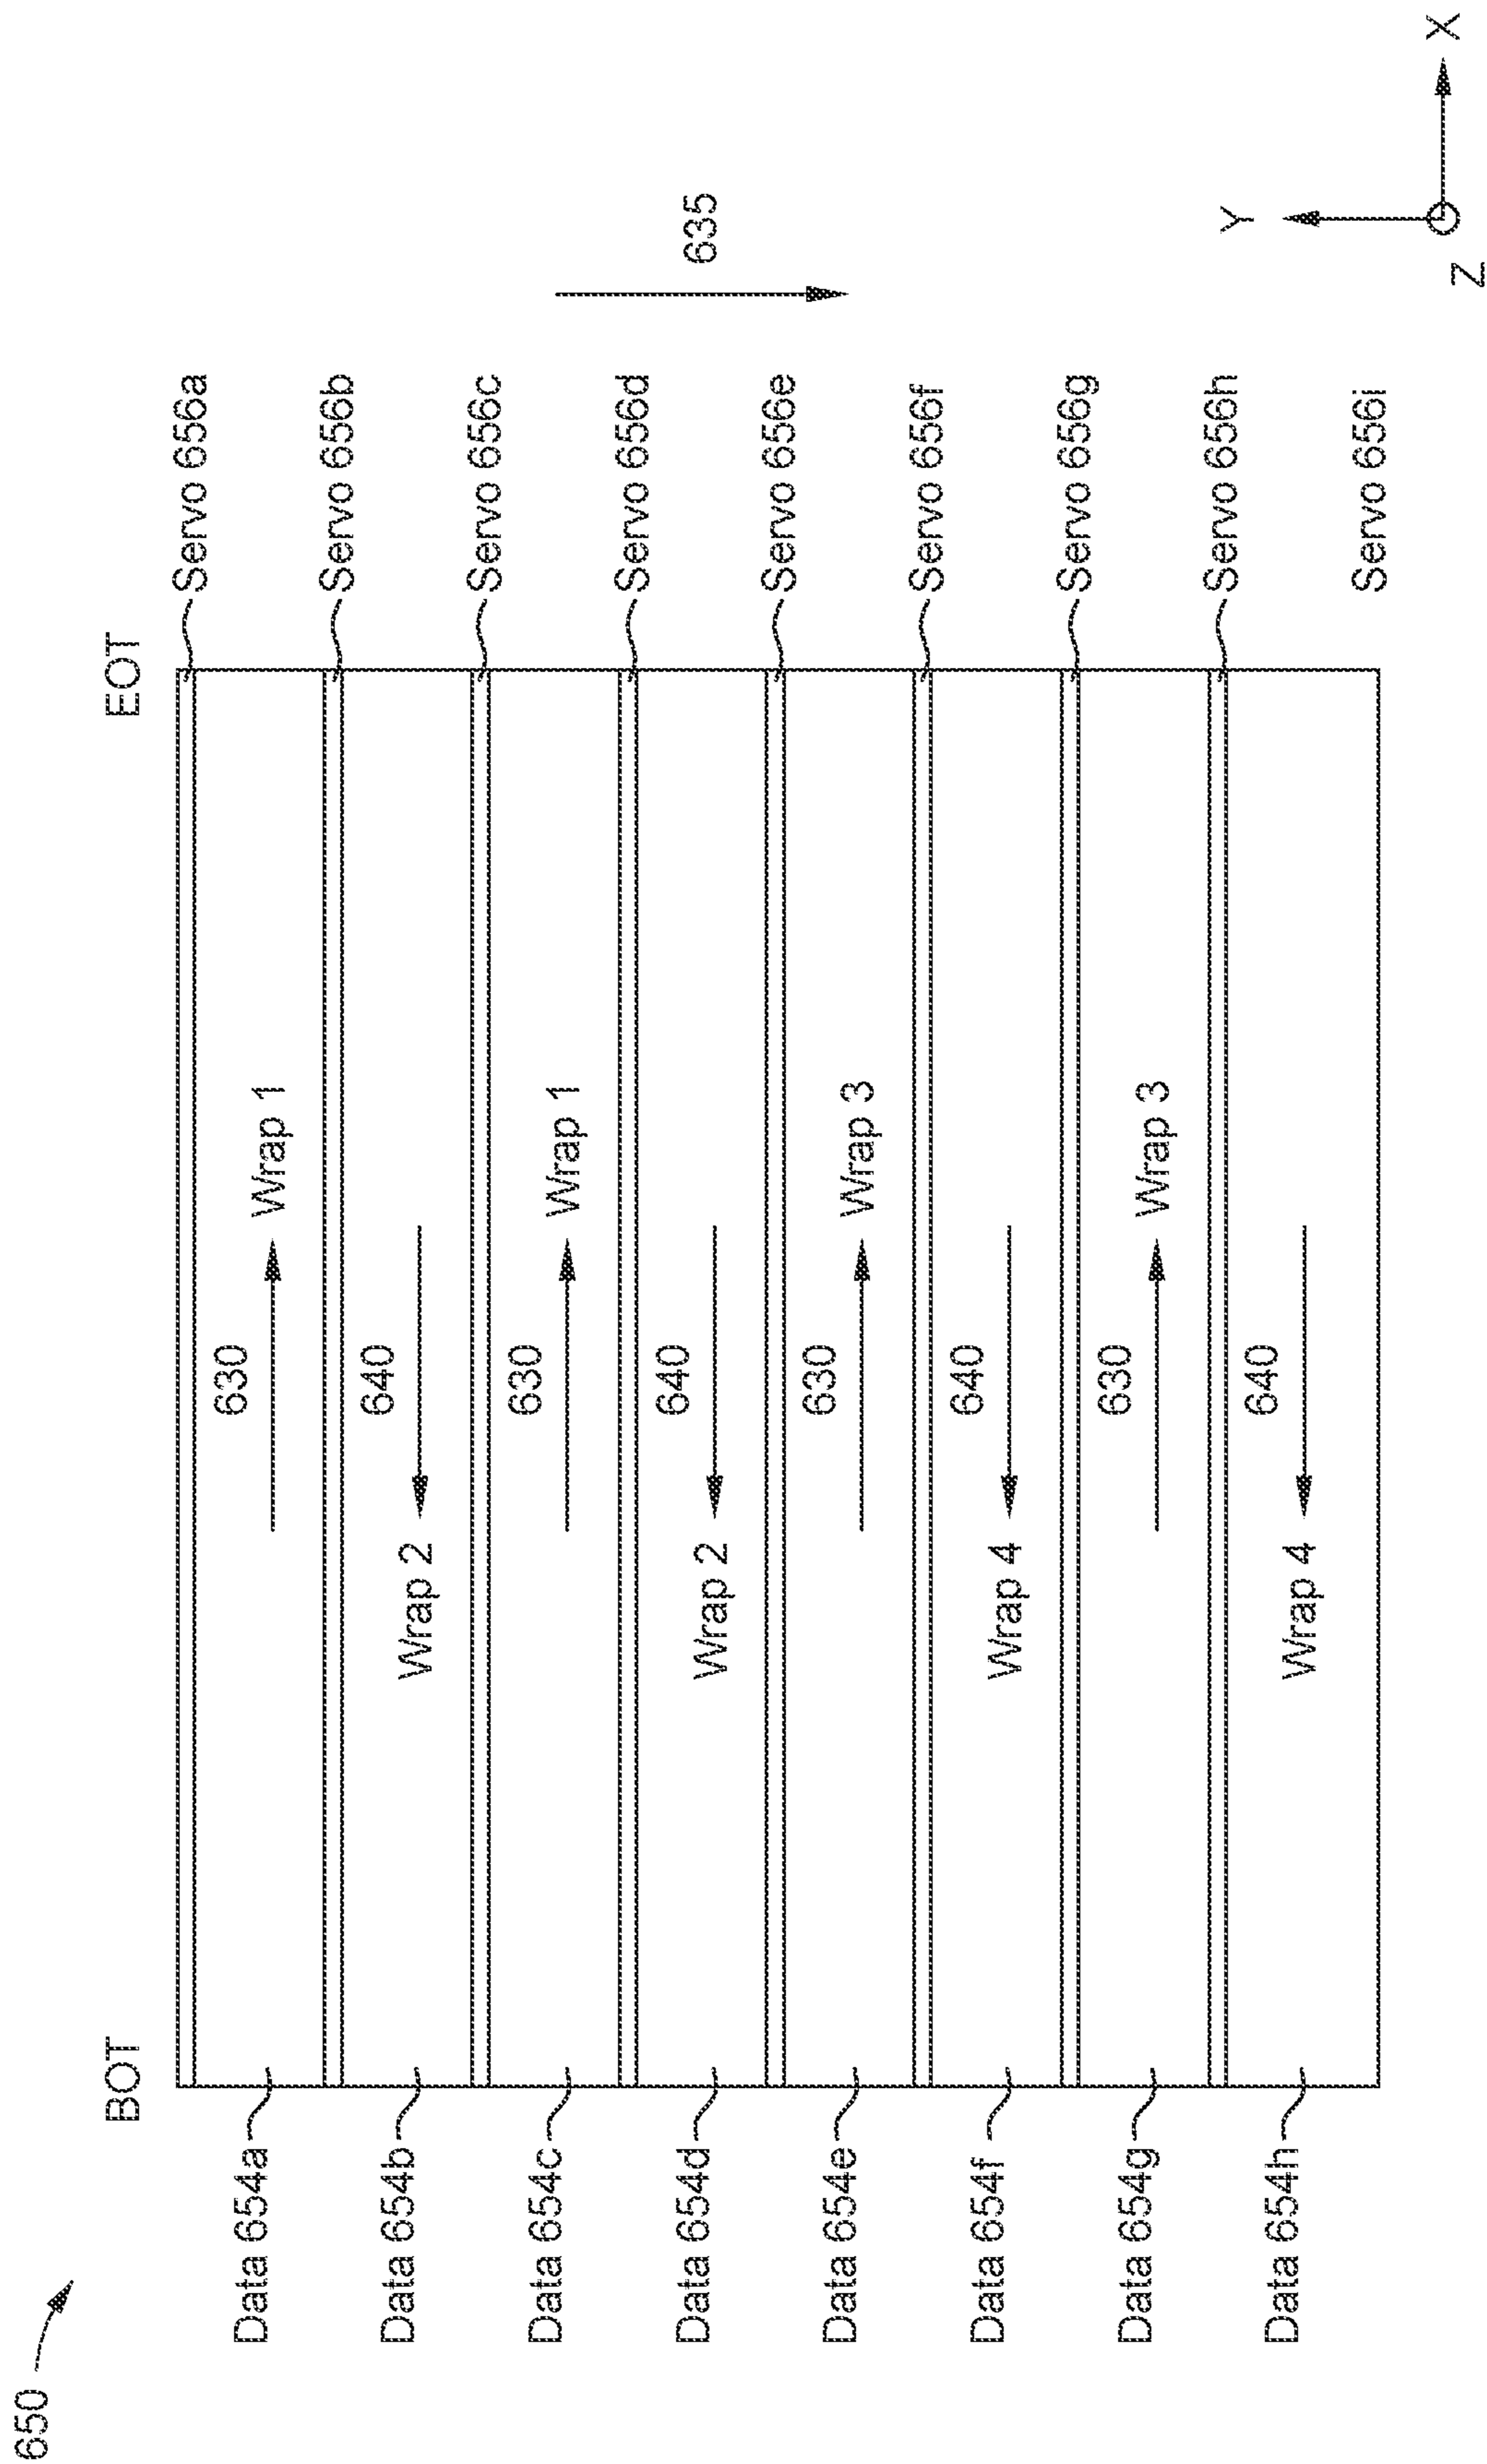 650
BOT
EOT
Servo 656a
Data 654a
630
Wrap 1
Servo 656b
Data 654b
Wrap 2
640
Servo 656c
Data 654c
630
Wrap 1
Servo 656d
Data 654d
Wrap 2
640
635
Servo 656e
Data 654e
630
Wrap 3
Servo 656f
Data 654f
Wrap 4
640
Servo 656g
Data 654g
630
Wrap 3
Servo 656h
Data 654h
Wrap 4
640
Servo 656i
Y
X
Z